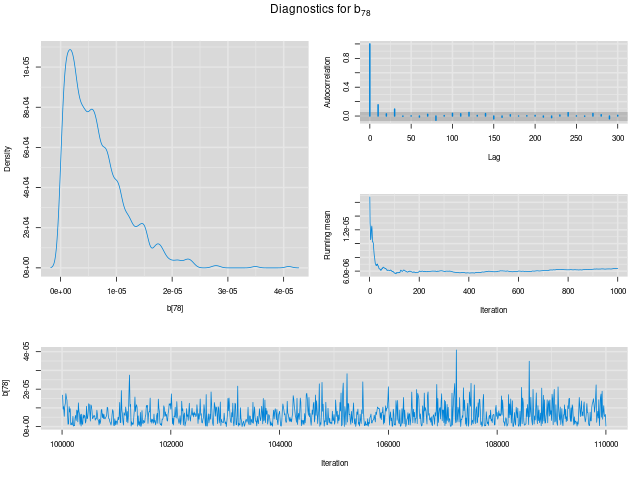 Diagnostics for b78
Density
0e+00 2e+04 4e+04 6e+04 8e+04 1e+05
0e+00 1e-05 2e-05 3e-05 4e-05
b[78]
Autocorrelation
0.0 0.4 0.8
0 50 100 150 200 250 300
Lag
Running mean
6.0e-06 1.2e-05
0 200 400 600 800 1000
Iteration
b[78]
0e+00 2e-05 4e-05
100000 102000 104000 106000 108000 110000
Iteration